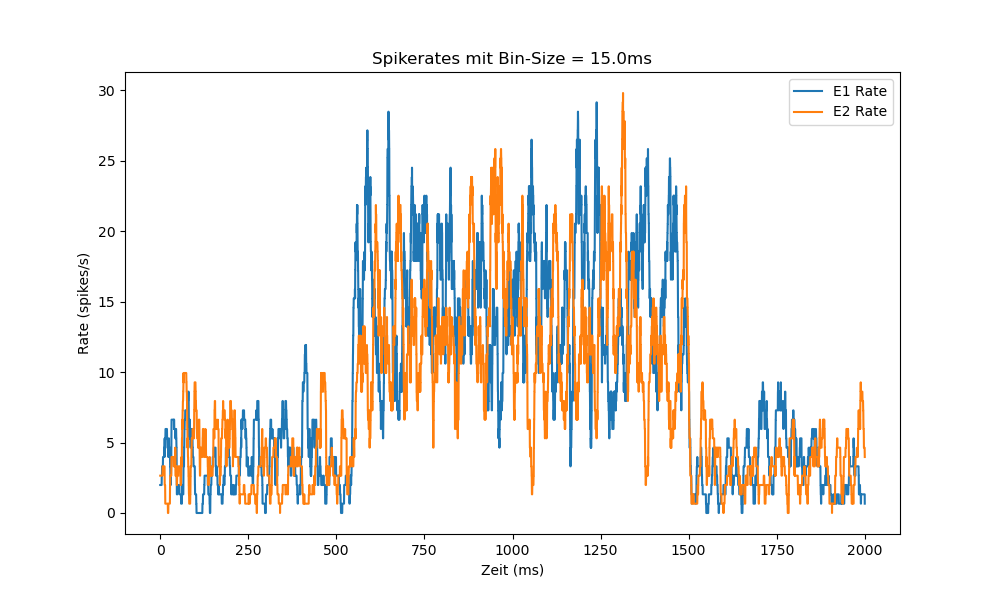 Spikerates mit Bin-Size = 15.0ms
E1 Rate
E2 Rate
30
25
20
15
10
5
0
Rate (spikes/s)
0 250 500 750 1000 1250 1500 1750 2000
Zeit (ms)